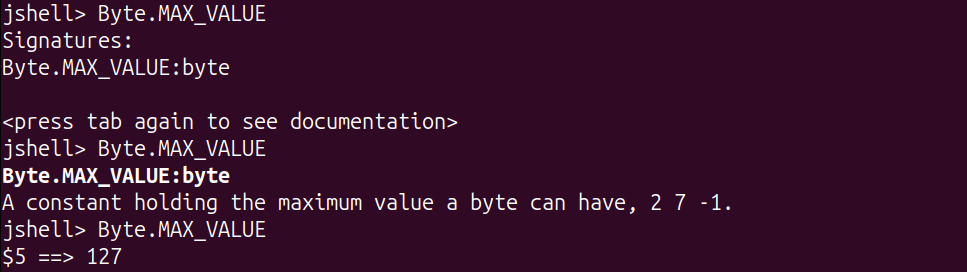 jshell> Byte.MAX_VALUE
Signatures:
Byte.MAX_VALUE:byte
<press tab again to see documentation>
jshell> Byte.MAX_VALUE
Byte.MAX_VALUE:byte
A constant holding the maximum value a byte can have, 2 7 -1.
jshell> Byte.MAX_VALUE
$5 ==> 127